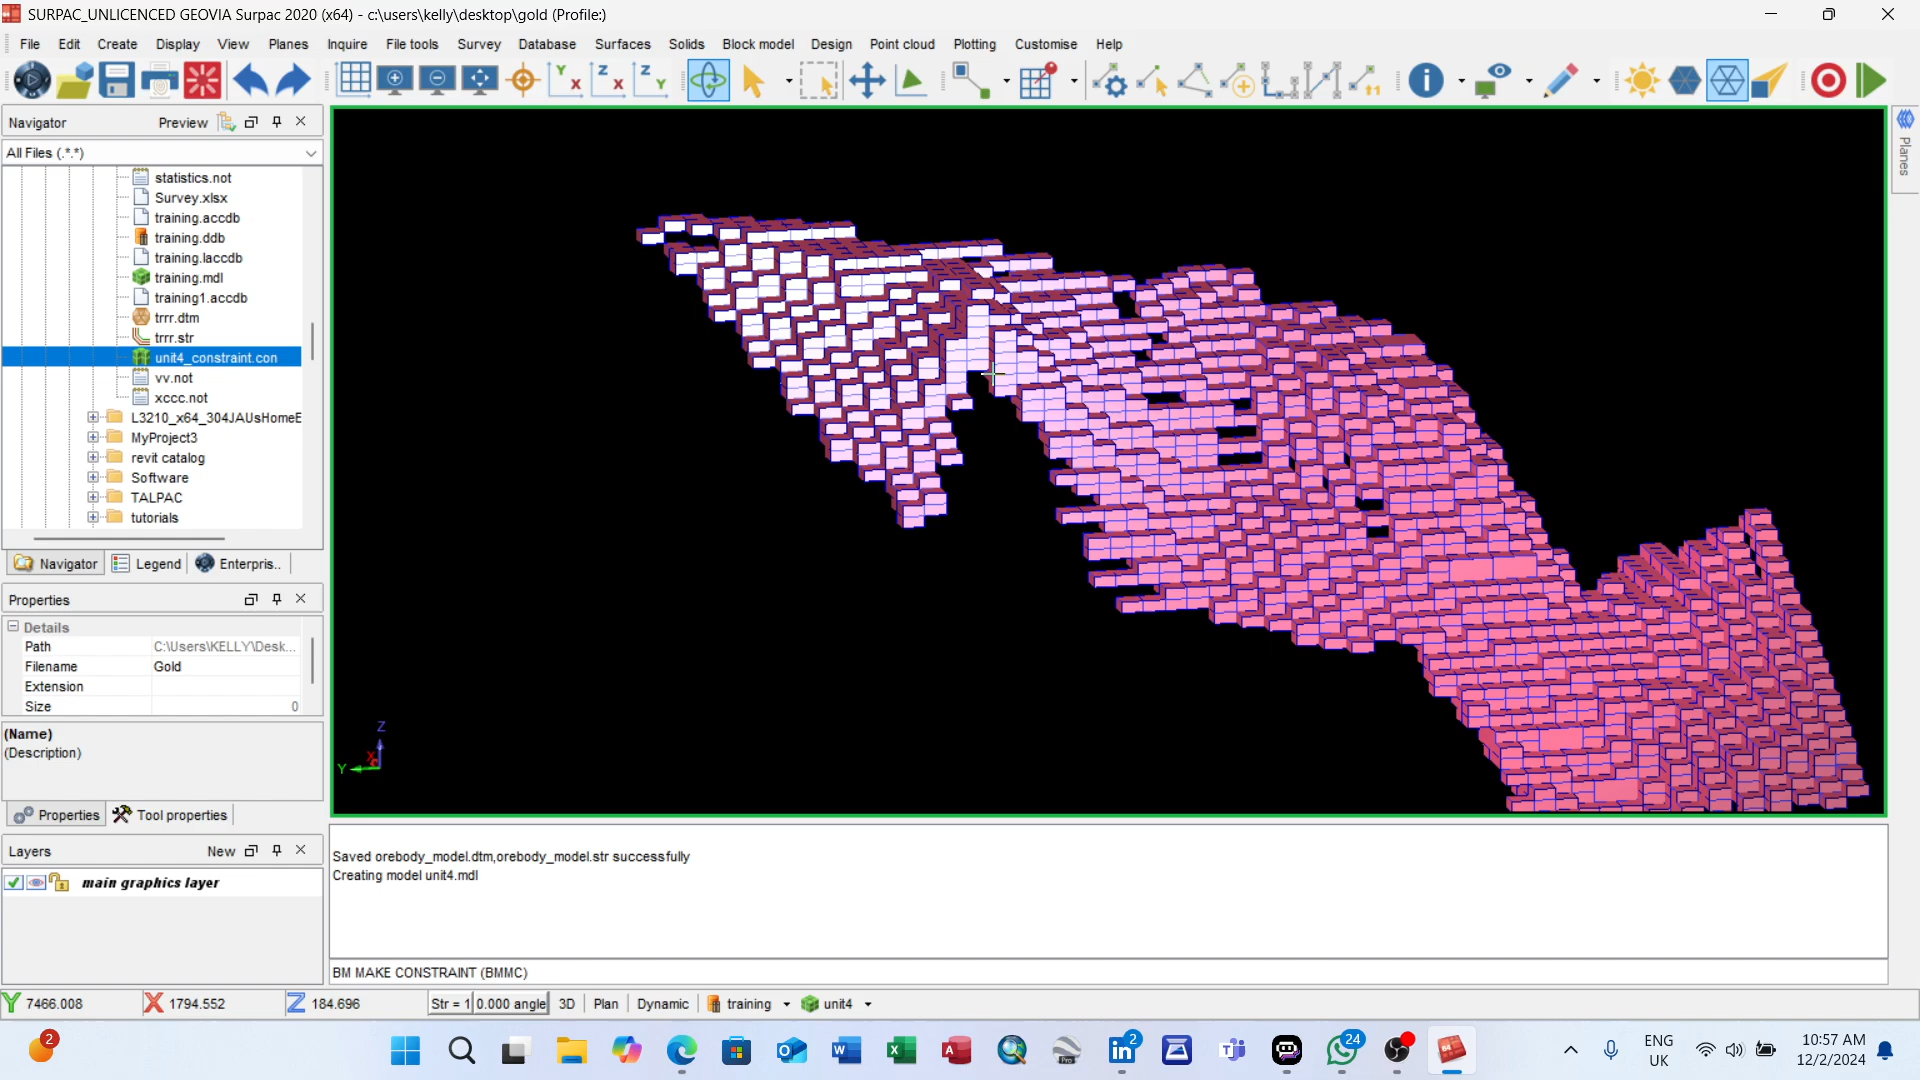 SURPAC_UNLICENCED GEOVIA Surpac 2020 (x64) - c:\users\kelly\desktop\gold (Profile:)
File Edit Create Display View Planes Inquire File tools Survey Database Surfaces Solids Block model Design Point cloud Plotting Customise Help
Navigator Preview
All Files (*.*)
statistics.not
Survey.xlsx
training.accdb
training.ddb
training.laccdb
training.mdl
training1.accdb
trrr.dtm
trrr.str
unit4_constraint.con
vv.not
xccc.not
L3210_x64_304JAUsHomeE
MyProject3
revit catalog
Software
TALPAC
tutorials
Navigator Legend Enterpris..
Properties
Details
Path C:\Users\KELLY\Desk...
Filename Gold
Extension
Size 0
(Name)
(Description)
Properties Tool properties
Layers New
main graphics layer
Planes
Z
X
Y
Saved orebody_model.dtm,orebody_model.str successfully
Creating model unit4.mdl
BM MAKE CONSTRAINT (BMMC)
Y 7466.008 X 1794.552 Z 184.696 Str = 1 0.000 angle 3D Plan Dynamic training unit4
2
2
24
ENG
UK
10:57 AM
12/2/2024